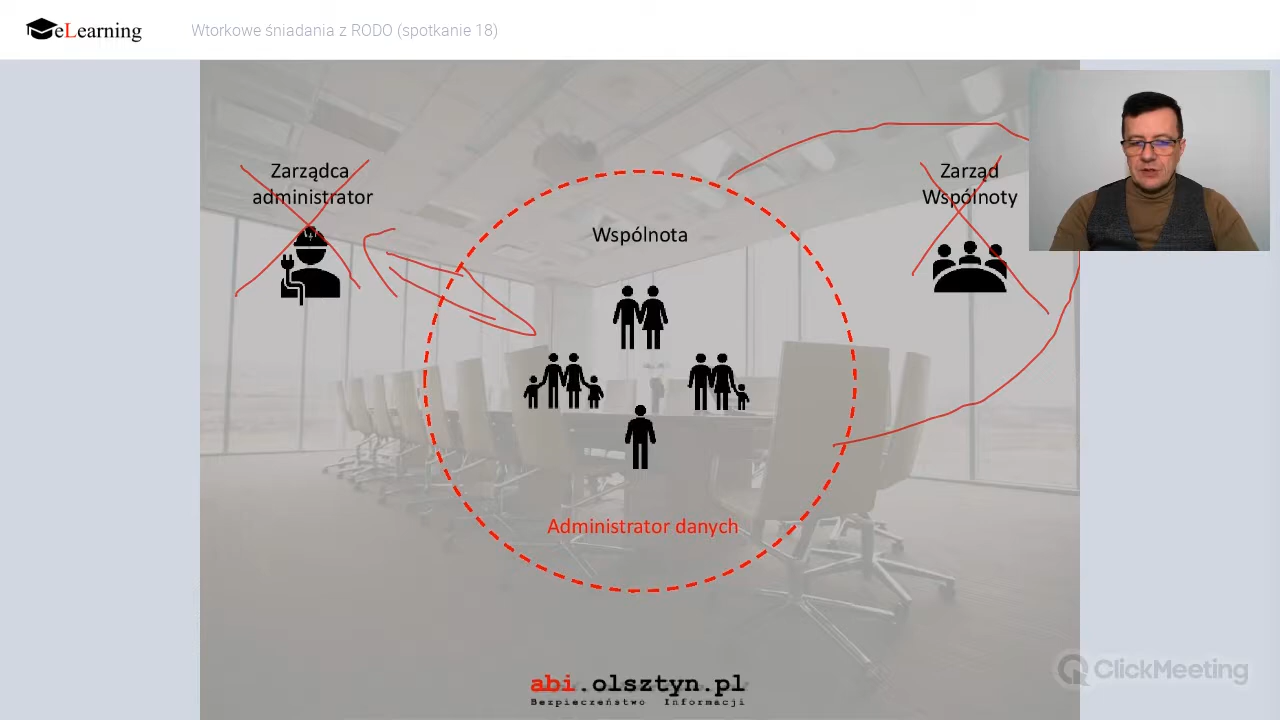 eLearning
Wtorkowe śniadania z RODO (spotkanie 18)
Zarządca
administrator
Wspólnota
Zarząd
Wspólnoty
Administrator danych
abi.olsztyn.pl
Bezpieczeństwo Informacji
ClickMeeting